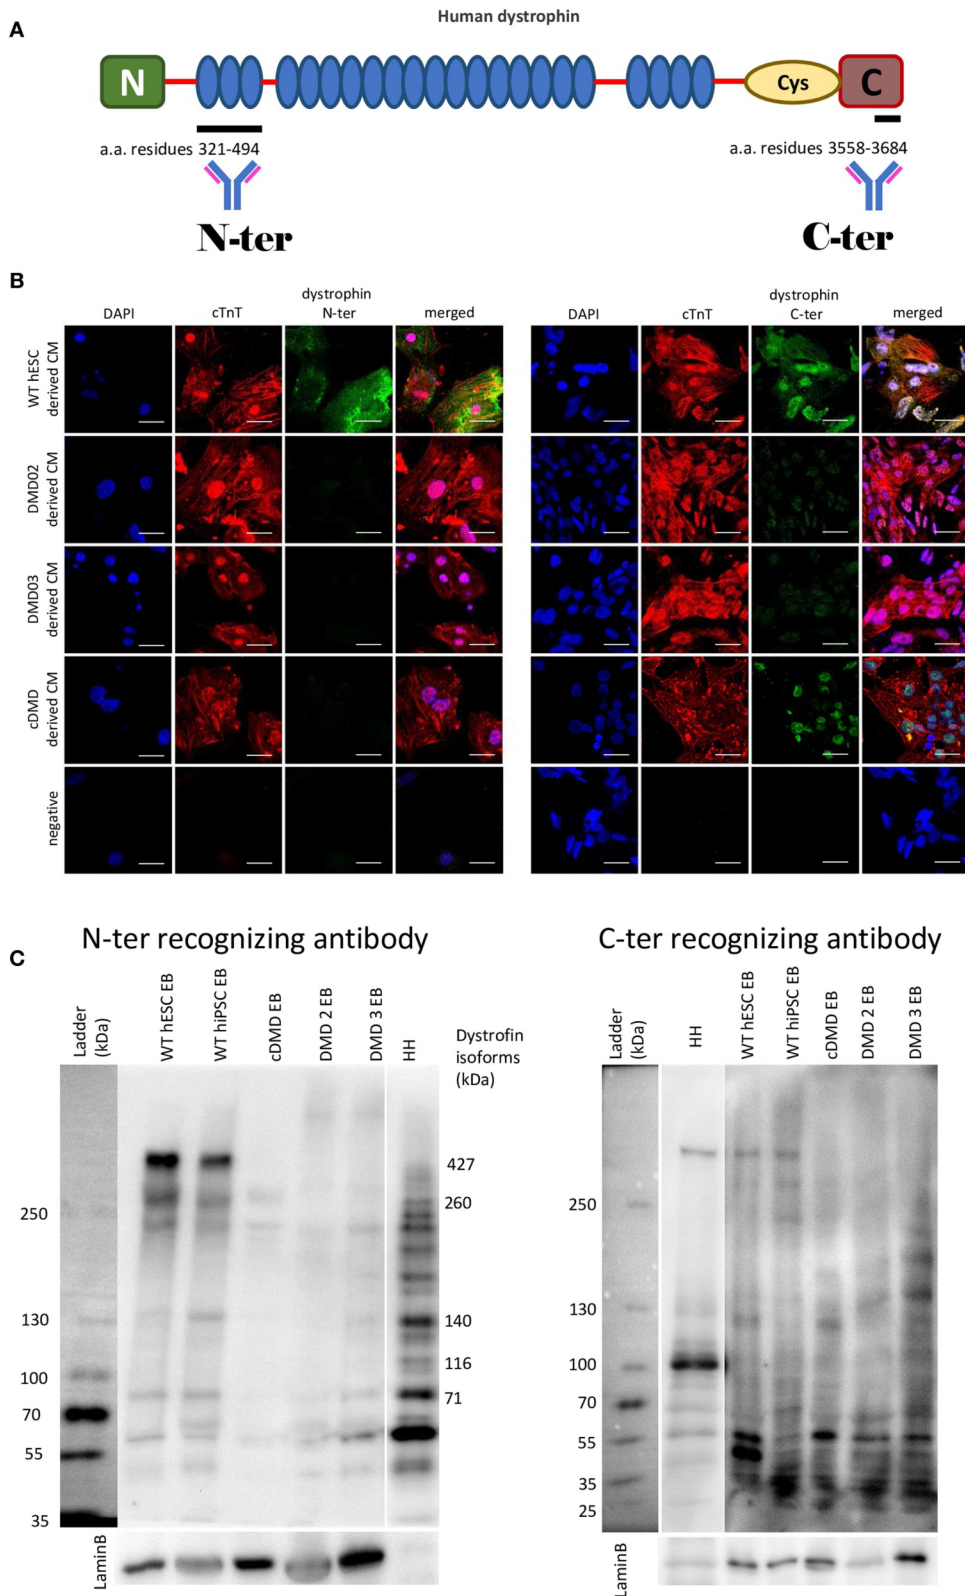 A
Human dystrophin
N
Cys
C
a.a. residues 321-494
a.a. residues 3558-3684
N-ter
C-ter
B
DAPI
cTnT
dystrophin
N-ter
merged
DAPI
cTnT
dystrophin
C-ter
merged
WT hESC
derived CM
DMD02
derived CM
DMD03
derived CM
cDMD
derived CM
negative
C
N-ter recognizing antibody
C-ter recognizing antibody
Ladder
(kDa)
WT hESC EB
WT hiPSC EB
cDMD EB
DMD 2 EB
DMD 3 EB
HH
Dystrofin
isoforms
(kDa)
Ladder
(kDa)
HH
WT hESC EB
WT hiPSC EB
cDMD EB
DMD 2 EB
DMD 3 EB
250
130
100
70
55
35
427
260
140
116
71
250
130
100
70
55
35
25
LaminB
LaminB